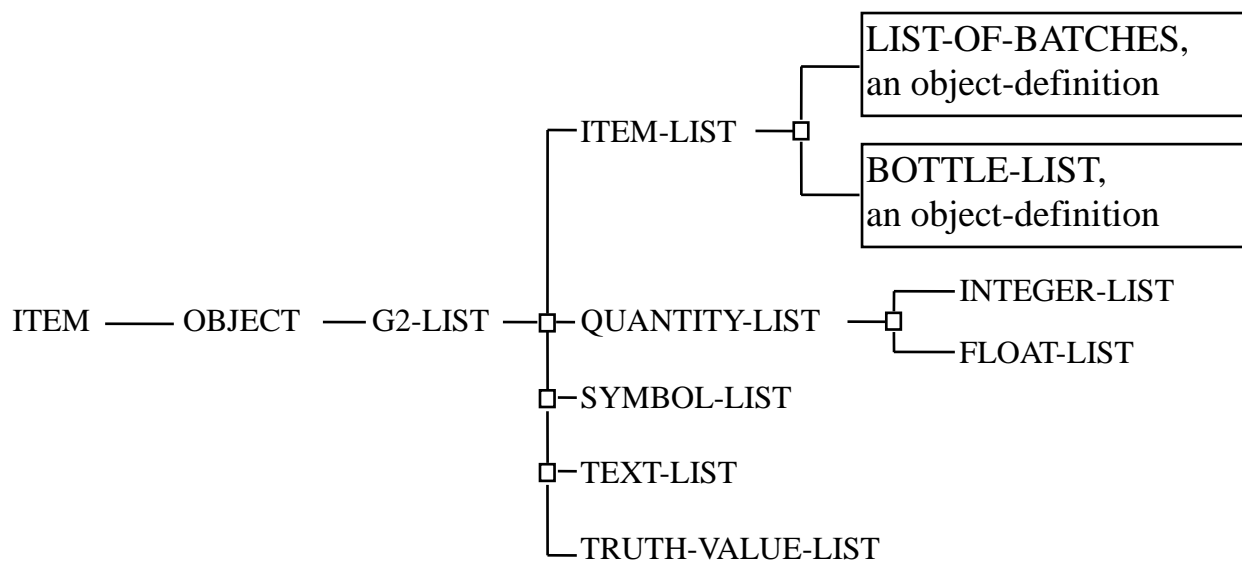 LIST-OF-BATCHES,
an object-definition
ITEM-LIST
BOTTLE-LIST,
an object-definition
INTEGER-LIST
ITEM OBJECT G2-LIST QUANTITY-LIST
FLOAT-LIST
SYMBOL-LIST
TEXT-LIST
TRUTH-VALUE-LIST